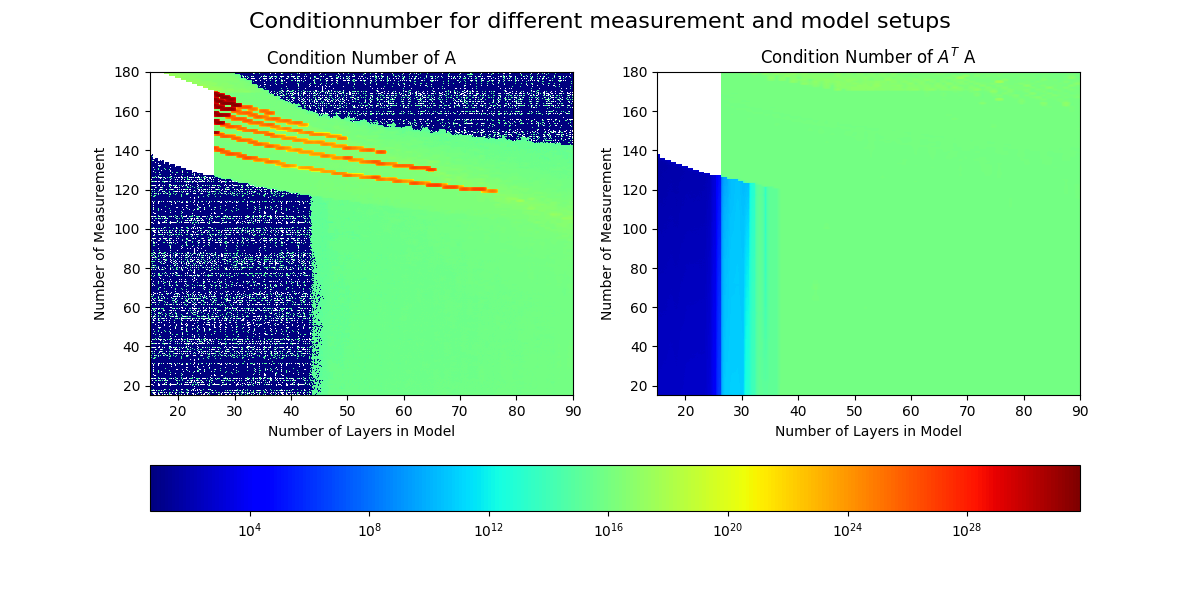 Conditionnumber for different measurement and model setups
Condition Number of A
Condition Number of A^T A
Number of Measurement
180
160
140
120
100
80
60
40
20
20 30 40 50 60 70 80 90
Number of Layers in Model
Number of Measurement
180
160
140
120
100
80
60
40
20
20 30 40 50 60 70 80 90
Number of Layers in Model
10^4 10^8 10^12 10^16 10^20 10^24 10^28